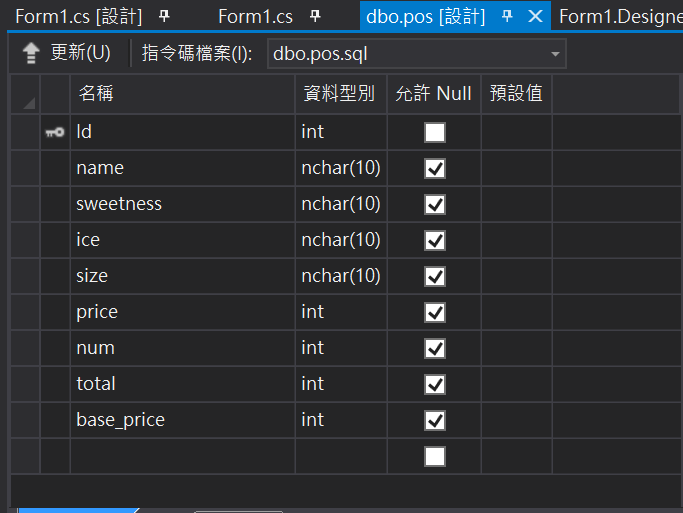 Form1.cs [設計] Form1.cs dbo.pos [設計] Form1.Designe
更新(U) 指令碼檔案(I): dbo.pos.sql
名稱 資料型別 允許 Null 預設值
Id int
name nchar(10)
sweetness nchar(10)
ice nchar(10)
size nchar(10)
price int
num int
total int
base_price int